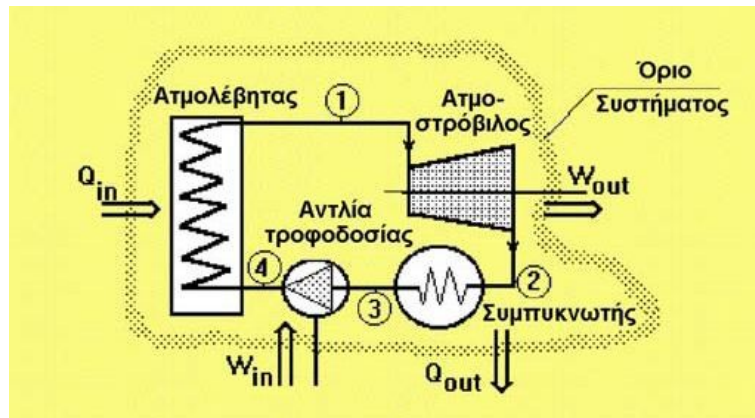 Όριο
Συστήματος
Ατμολέβητας
1
Ατμο-
στρόβιλος
Q in
W out
Αντλία
τροφοδοσίας
4
3
2
Συμπυκνωτής
W in
Q out